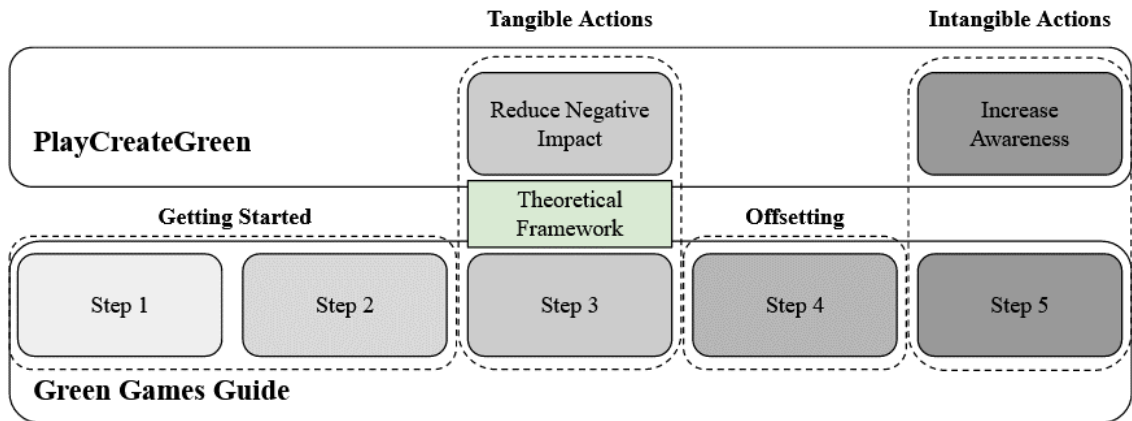 Tangible Actions
Intangible Actions
PlayCreateGreen
Reduce Negative
Impact
Increase
Awareness
Theoretical
Framework
Getting Started
Offsetting
Step 1
Step 2
Step 3
Step 4
Step 5
Green Games Guide